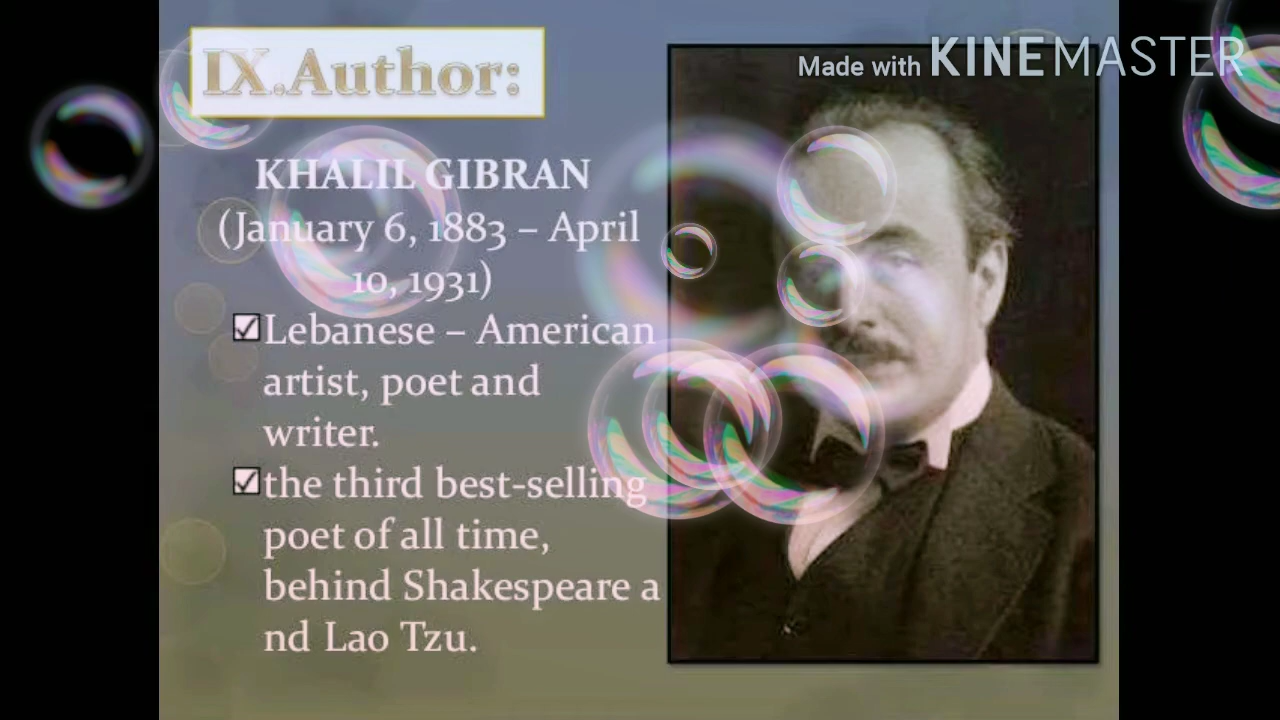 Made with KINEMASTER
IX.Author:
KHALIL GIBRAN
(January 6, 1883 – April
10, 1931)
Lebanese – American
artist, poet and
writer.
the third best-selling
poet of all time,
behind Shakespeare a
nd Lao Tzu.